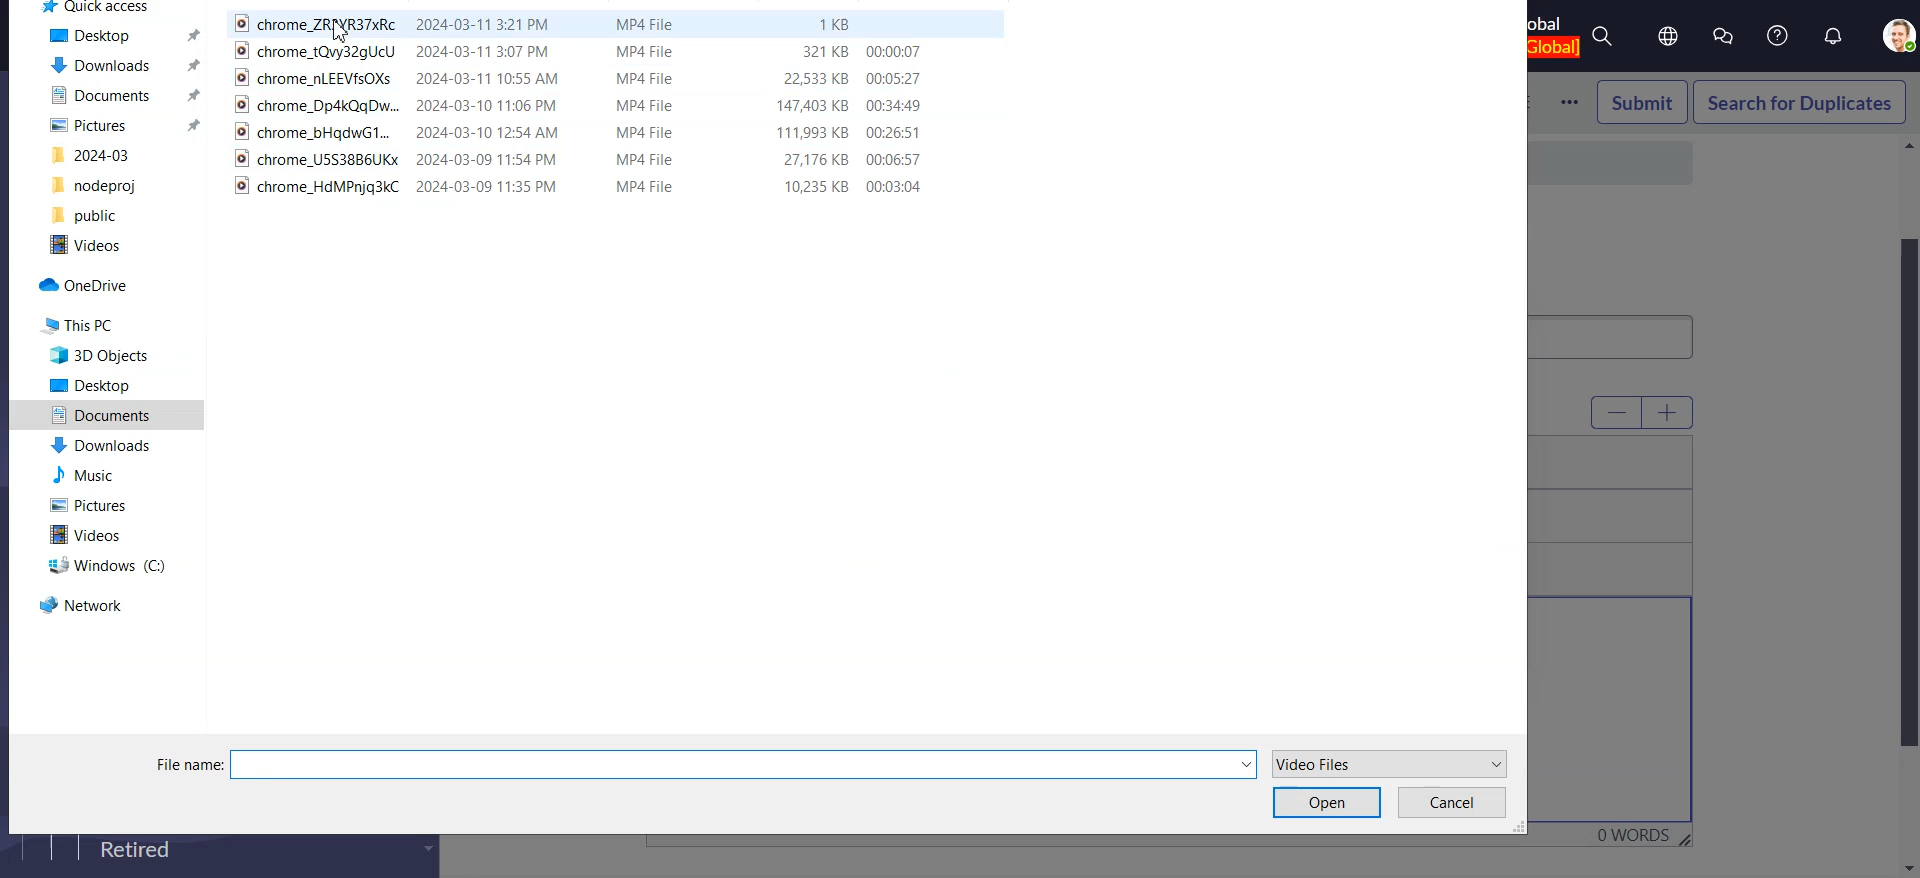 Quick access
Desktop
Downloads
Documents
Pictures
2024-03
nodeproj
public
Videos
OneDrive
This PC
3D Objects
Desktop
Documents
Downloads
Music
Pictures
Videos
Windows (C:)
Network
2024-03-11 3:21 PM MP4 File 1 KB
chrome_tQvy32gUcU 2024-03-11 3:07 PM MP4 File 321 KB 00:00:07
chrome_nLEEVfsOXs 2024-03-11 10:55 AM MP4 File 22,533 KB 00:05:27
chrome_Dp4kQqDw... 2024-03-10 11:06 PM MP4 File 147,403 KB 00:34:49
chrome_bHqdwG1... 2024-03-10 12:54 AM MP4 File 111,993 KB 00:26:51
chrome_U5S38B6UKx 2024-03-09 11:54 PM MP4 File 27,176 KB 00:06:57
chrome_HdMPnjq3kC 2024-03-09 11:35 PM MP4 File 10,235 KB 00:03:04
File name:
Video Files
Open
Cancel
obal
Global]
Submit
Search for Duplicates
0 WORDS
Retired